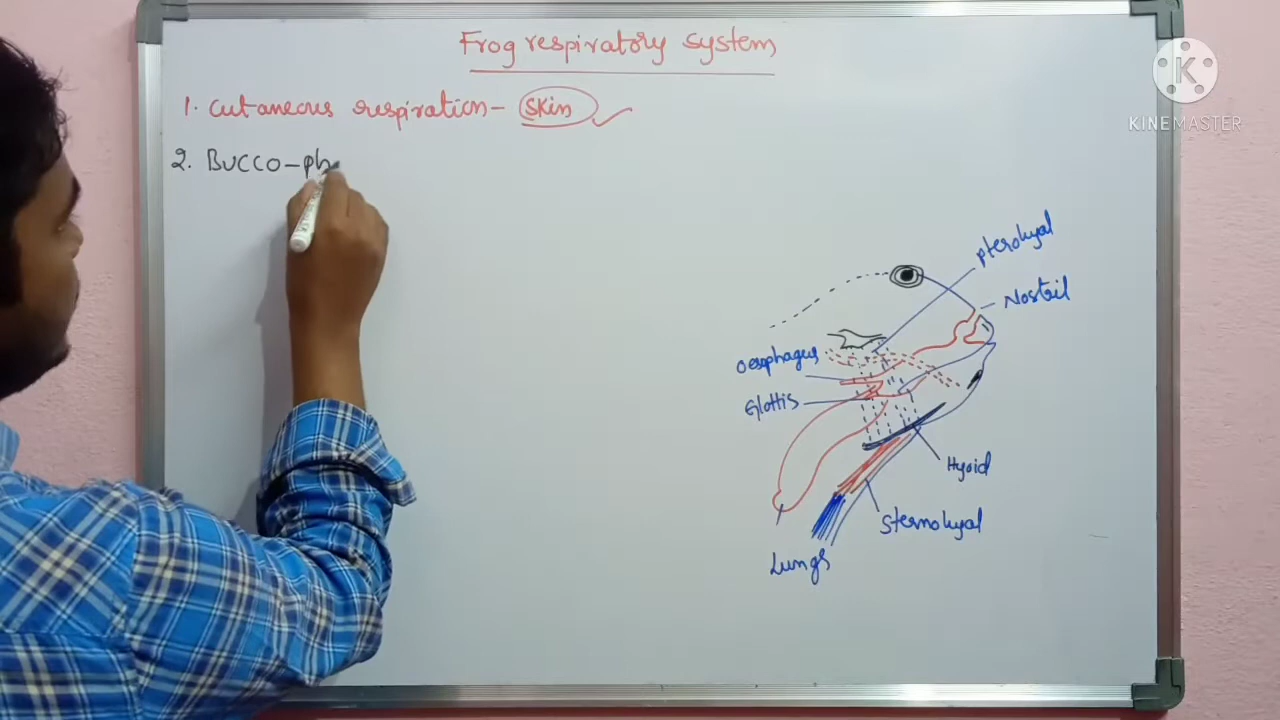 Frog respiratory system
1. Cutaneous respiration - Skin
2. Bucco-ph
K
KINEMASTER
Pterohyal
Nostril
Oesophagus
Glottis
Hyoid
Sternohyal
Lungs